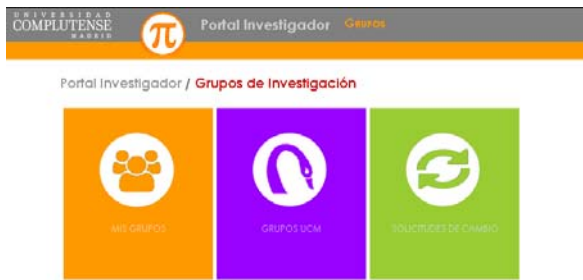 UNIVERSIDAD
COMPLUTENSE
MADRID
π Portal Investigador Grupos
Portal Investigador / Grupos de Investigación
MIS GRUPOS GRUPOS UCM SOLICITUDES DE CAMBIO